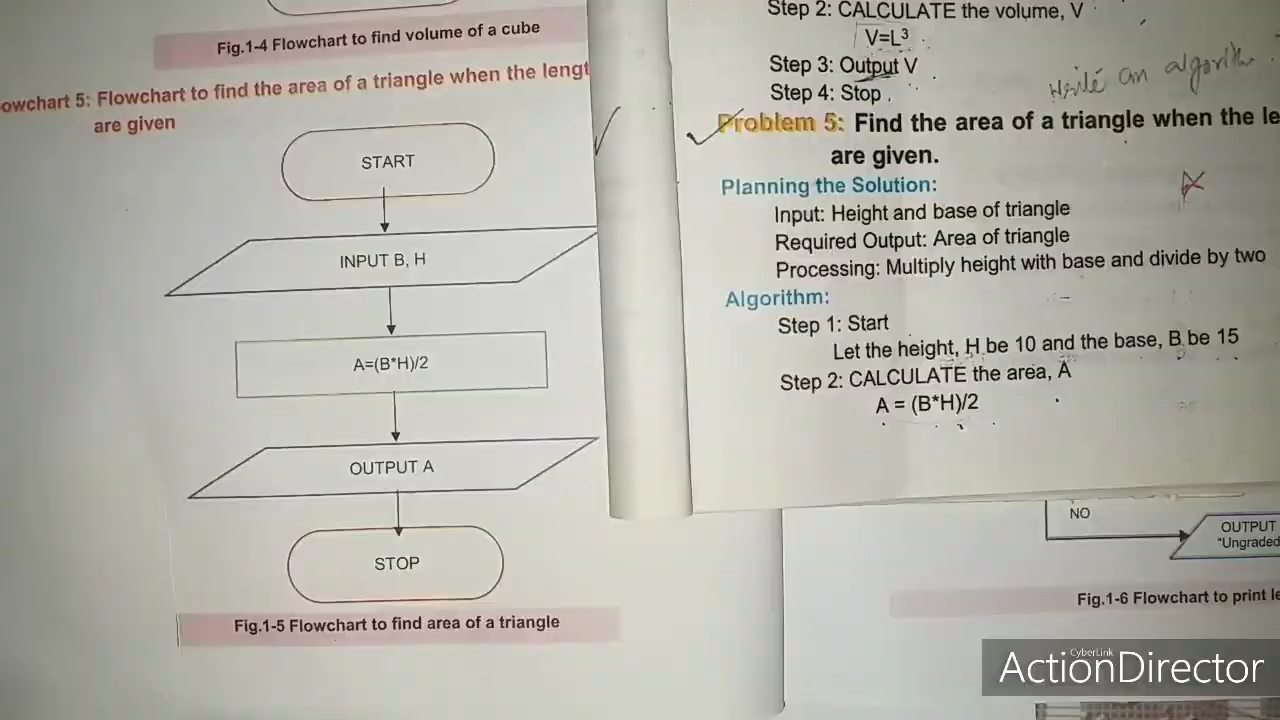 Fig.1-4 Flowchart to find volume of a cube
owchart 5: Flowchart to find the area of a triangle when the lengt
are given
START
INPUT B, H
A=(B*H)/2
OUTPUT A
STOP
Fig.1-5 Flowchart to find area of a triangle
Step 2: CALCULATE the volume, V
V=L³
Step 3: Output V
Step 4: Stop.
Write an algorith
Problem 5: Find the area of a triangle when the le
are given.
Planning the Solution:
Input: Height and base of triangle
Required Output: Area of triangle
Processing: Multiply height with base and divide by two
Algorithm:
Step 1: Start
Let the height, H be 10 and the base, B be 15
Step 2: CALCULATE the area, A
A = (B*H)/2
NO
OUTPUT
"Ungraded
Fig.1-6 Flowchart to print le
CyberLink
ActionDirector